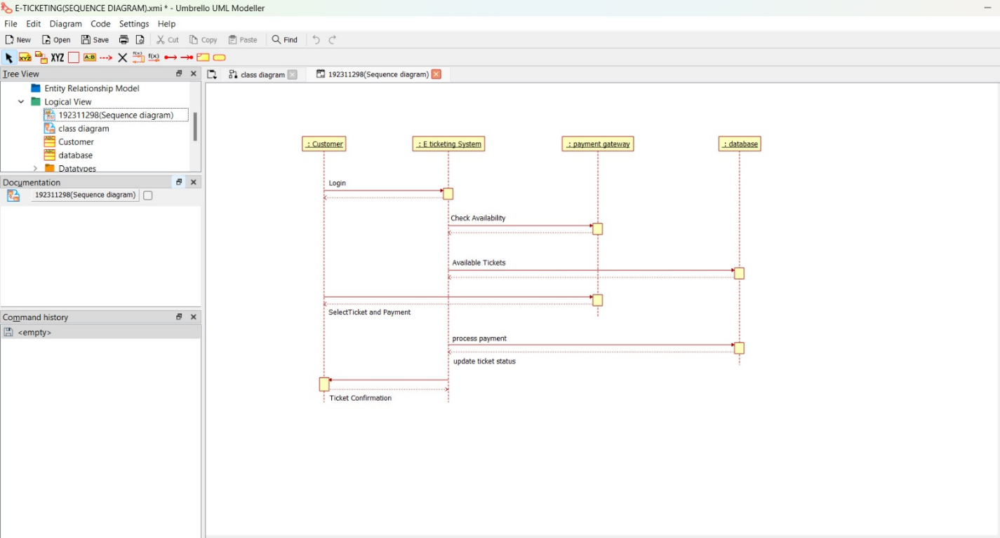 E-TICKETING(SEQUENCE DIAGRAM).xmi * - Umbrello UML Modeller
File Edit Diagram Code Settings Help
New Open Save Cut Copy Paste Find
XYZ XYZ A:B f(x) f(x)
Tree View
class diagram 192311298(Sequence diagram)
Entity Relationship Model
Logical View
192311298(Sequence diagram)
class diagram
ABC Customer
ABC database
Datatypes
Documentation
192311298(Sequence diagram)
Command history
<empty>
: Customer : E ticketing System : payment gateway : database
Login
Check Availability
Available Tickets
SelectTicket and Payment
process payment
update ticket status
Ticket Confirmation